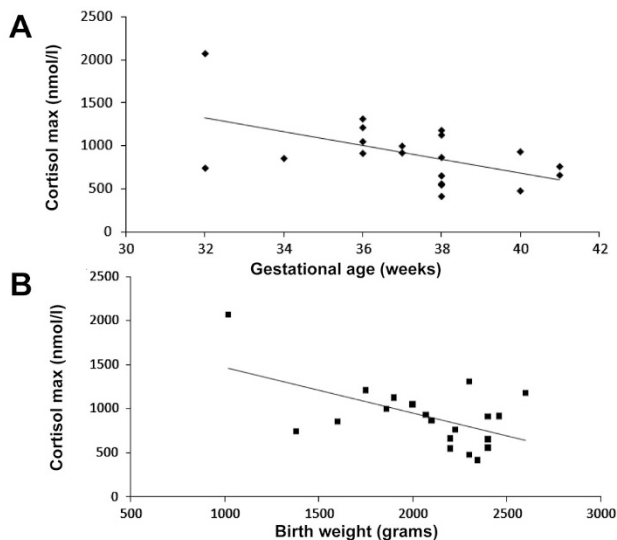 A
Cortisol max (nmol/l)
2500
2000
1500
1000
500
0
30 32 34 36 38 40 42
Gestational age (weeks)
B
Cortisol max (nmol/l)
2500
2000
1500
1000
500
0
500 1000 1500 2000 2500 3000
Birth weight (grams)